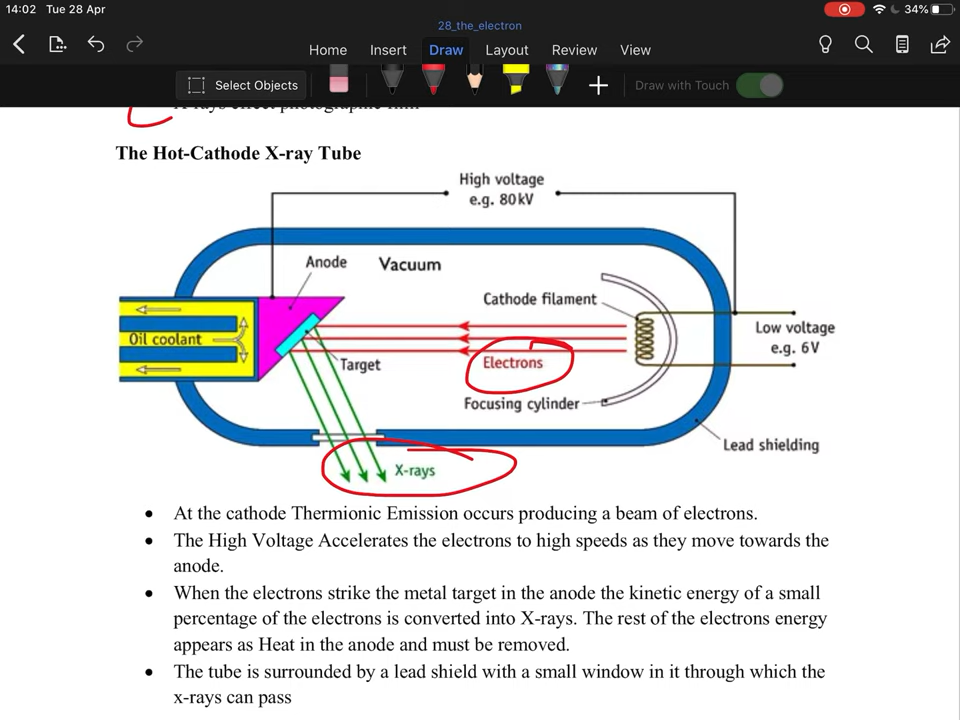 14:02 Tue 28 Apr
34%
28_the_electron
Home Insert Draw Layout Review View
Select Objects
Draw with Touch
X-rays effect photographic film
The Hot-Cathode X-ray Tube
High voltage
e.g. 80kV
Anode
Vacuum
Cathode filament
Oil coolant
Low voltage
e.g. 6V
Target
Electrons
Focusing cylinder
Lead shielding
X-rays
• At the cathode Thermionic Emission occurs producing a beam of electrons.
• The High Voltage Accelerates the electrons to high speeds as they move towards the
anode.
• When the electrons strike the metal target in the anode the kinetic energy of a small
percentage of the electrons is converted into X-rays. The rest of the electrons energy
appears as Heat in the anode and must be removed.
• The tube is surrounded by a lead shield with a small window in it through which the
x-rays can pass